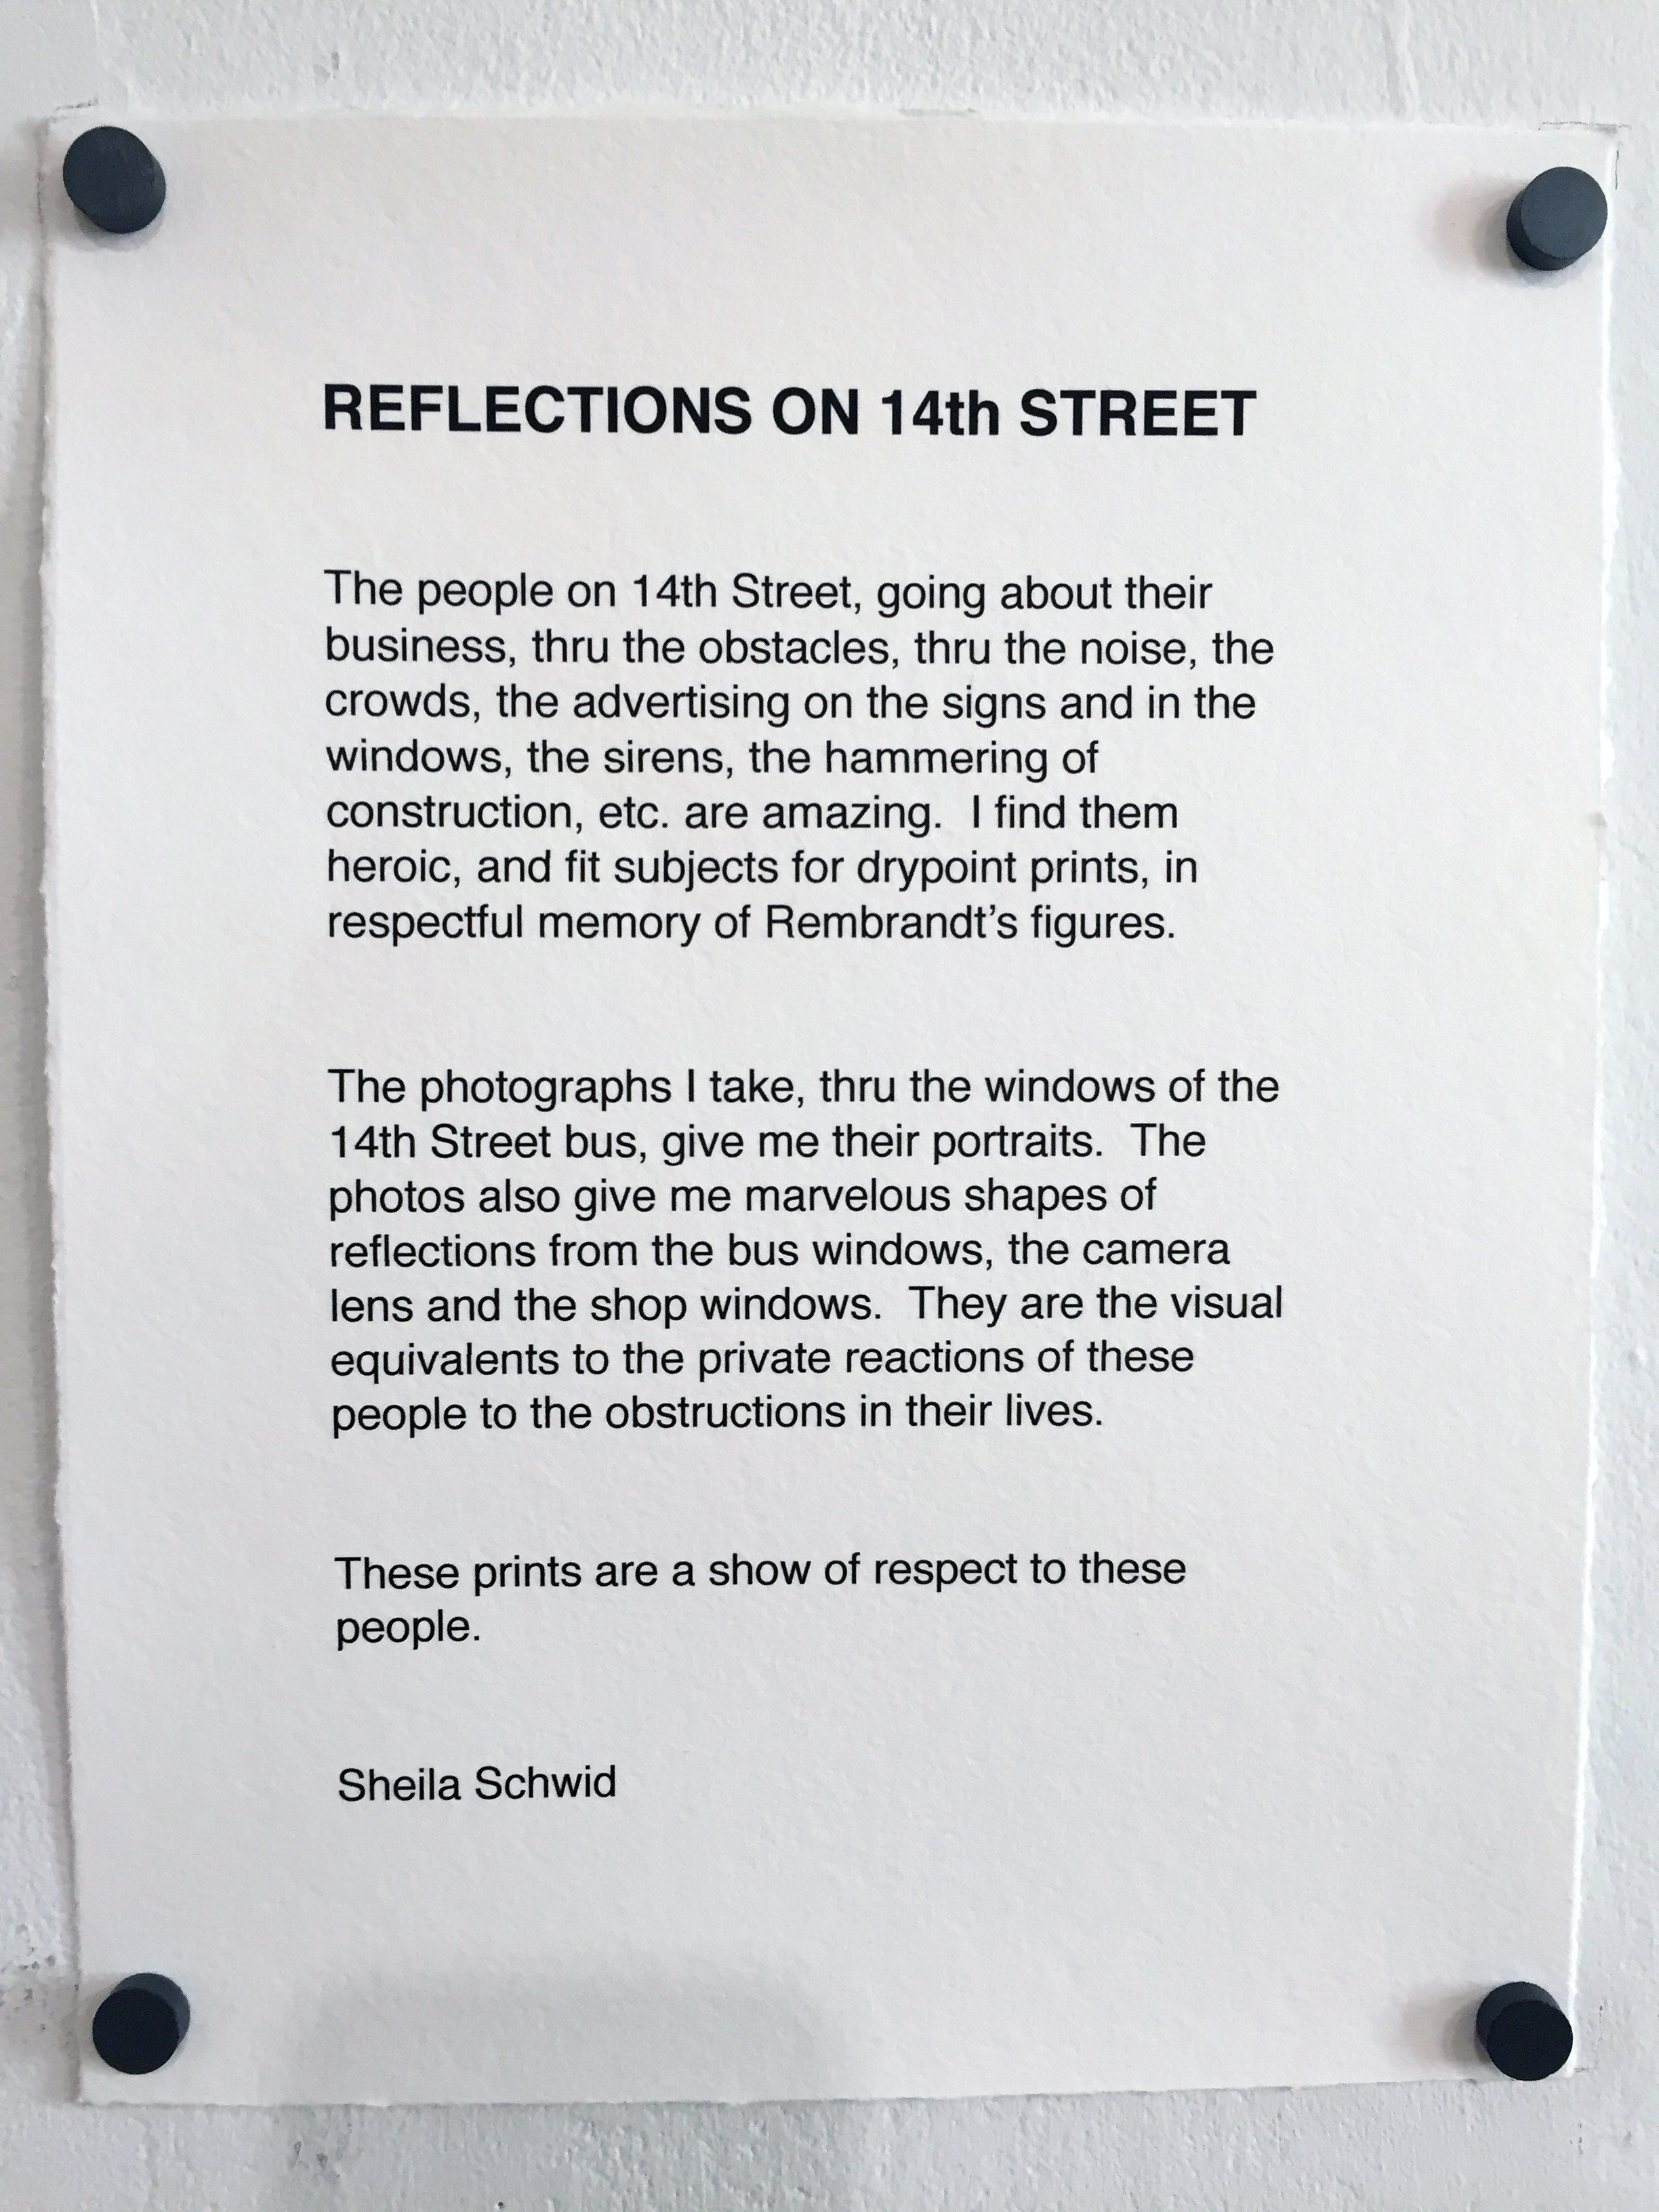 REFLECTIONS ON 14th STREET
The people on 14th Street, going about their
business, thru the obstacles, thru the noise, the
crowds, the advertising on the signs and in the
windows, the sirens, the hammering of
construction, etc. are amazing.  I find them
heroic, and fit subjects for drypoint prints, in
respectful memory of Rembrandt’s figures.
The photographs I take, thru the windows of the
14th Street bus, give me their portraits.  The
photos also give me marvelous shapes of
reflections from the bus windows, the camera
lens and the shop windows.  They are the visual
equivalents to the private reactions of these
people to the obstructions in their lives.
These prints are a show of respect to these
people.
Sheila Schwid